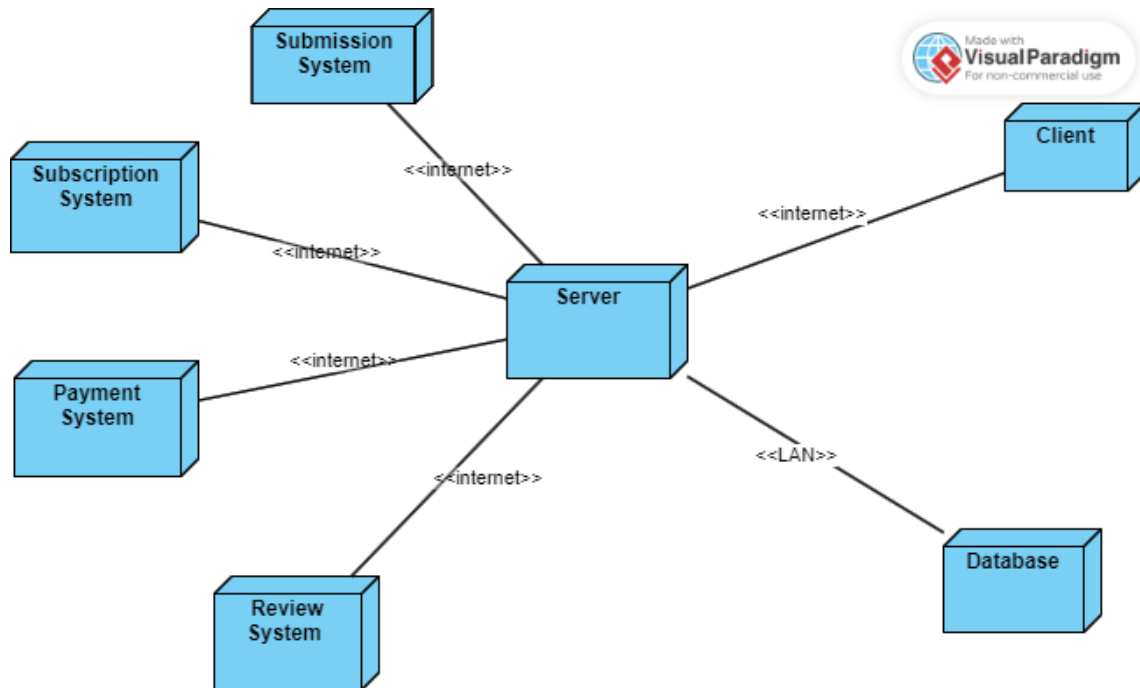 Submission
System
Made with
Visual Paradigm
For non-commercial use
Client
Subscription
System
<<internet>>
<<internet>>
<<internet>>
Server
<<internet>>
Payment
System
<<internet>>
<<LAN>>
Database
Review
System